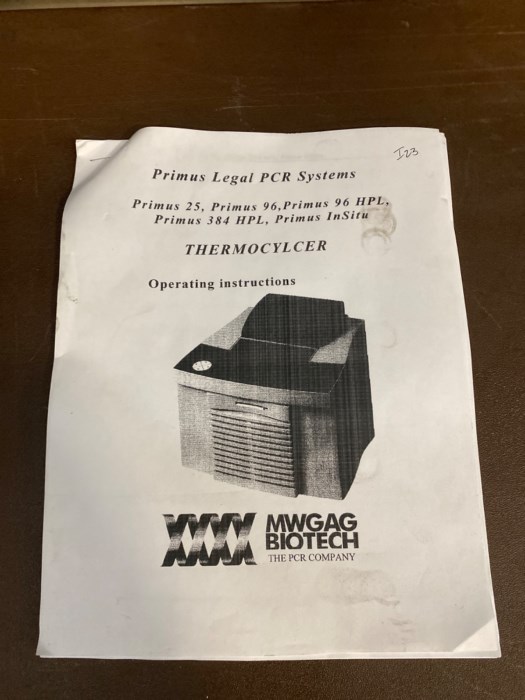 I23
Primus Legal PCR Systems
Primus 25, Primus 96,Primus 96 HPL,
Primus 384 HPL, Primus InSitu
THERMOCYLCER
Operating instructions
MWGAG
BIOTECH
THE PCR COMPANY